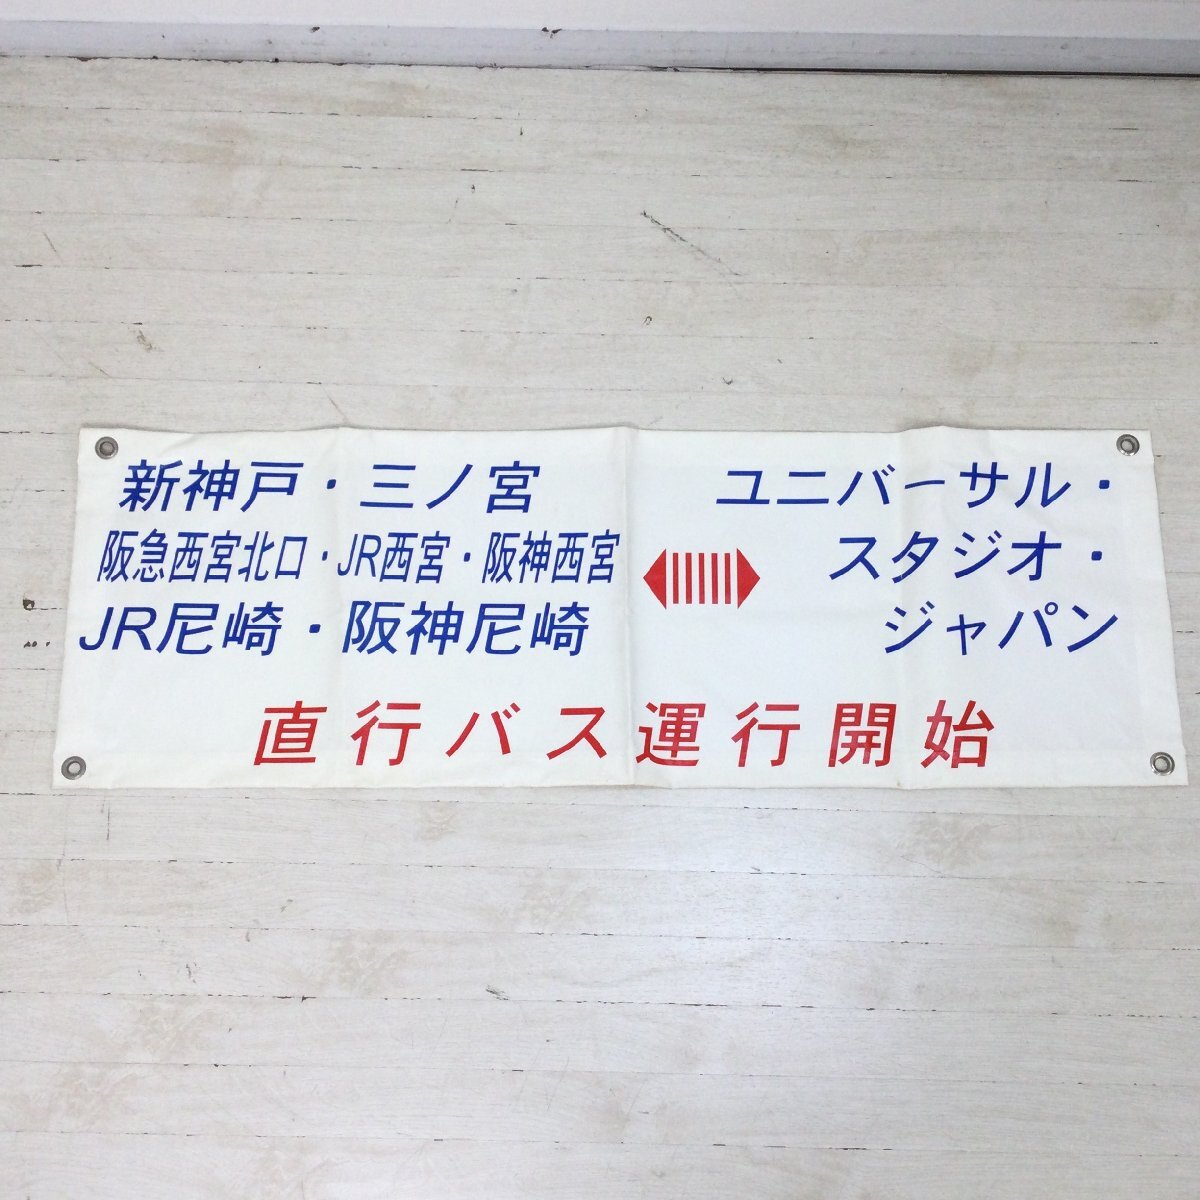 新神戸・三ノ宮
阪急西宮北口・JR西宮・阪神西宮
JR尼崎・阪神尼崎
ユニバーサル・
スタジオ・
ジャパン
直行バス運行開始